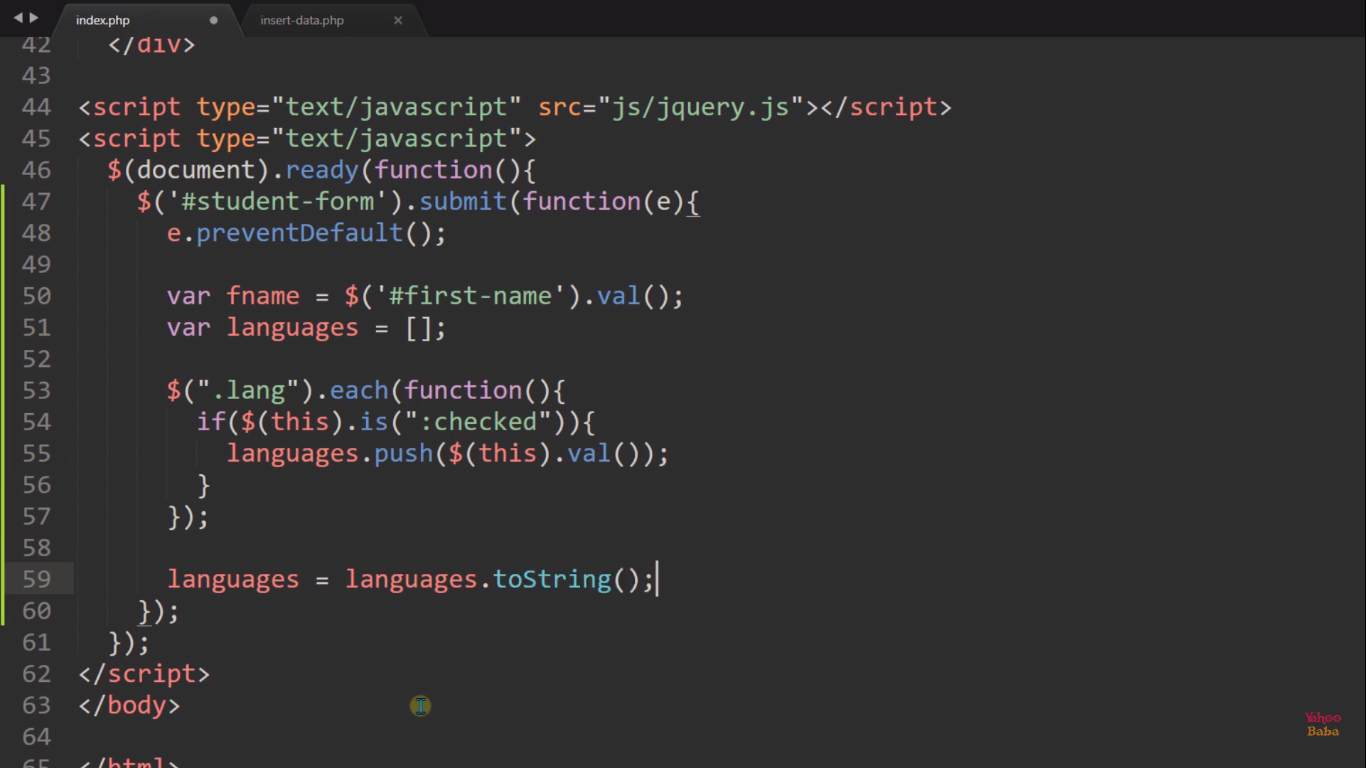 index.php
insert-data.php
42 </div>
43
44 <script type="text/javascript" src="js/jquery.js"></script>
45 <script type="text/javascript">
46 $(document).ready(function(){
47 $('#student-form').submit(function(e){
48 e.preventDefault();
49
50 var fname = $('#first-name').val();
51 var languages = [];
52
53 $(".lang").each(function(){
54 if($(this).is(":checked")){
55 languages.push($(this).val());
56 }
57 });
58
59 languages = languages.toString();
60 });
61 });
62 </script>
63 </body>
64
65 </html>
Yahoo
Baba